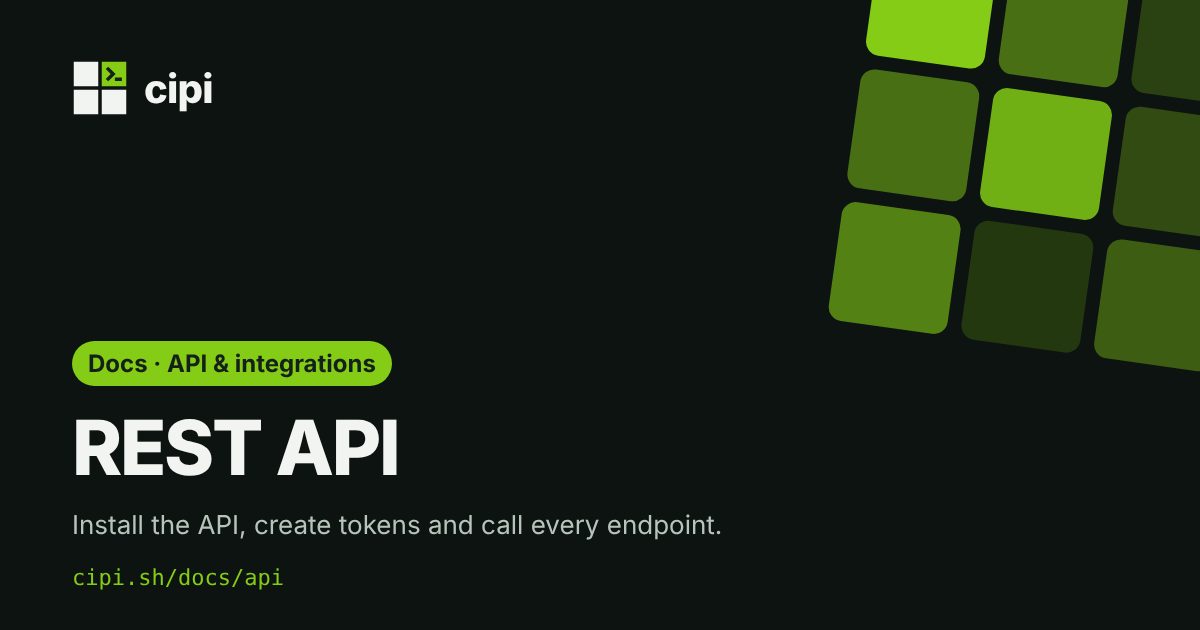 cipi
Docs · API & integrations
REST API
Install the API, create tokens and call every endpoint.
cipi.sh/docs/api